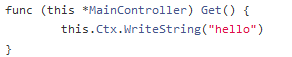 func (this *MainController) Get() {
        this.Ctx.WriteString("hello")
}